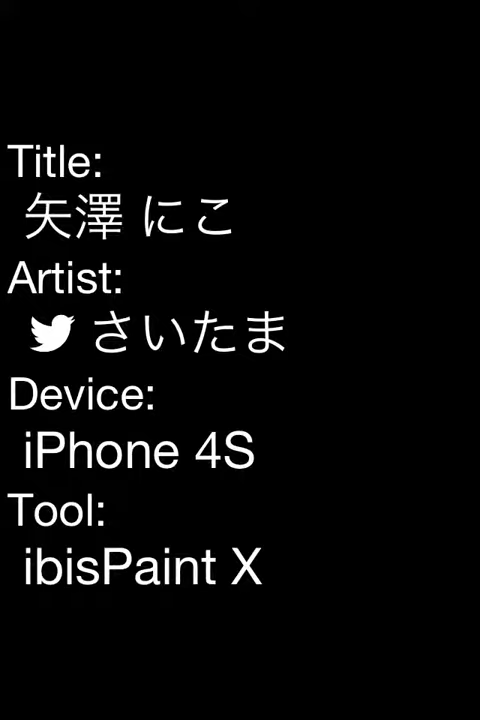 Title:
矢澤 にこ
Artist:
さいたま
Device:
iPhone 4S
Tool:
ibisPaint X